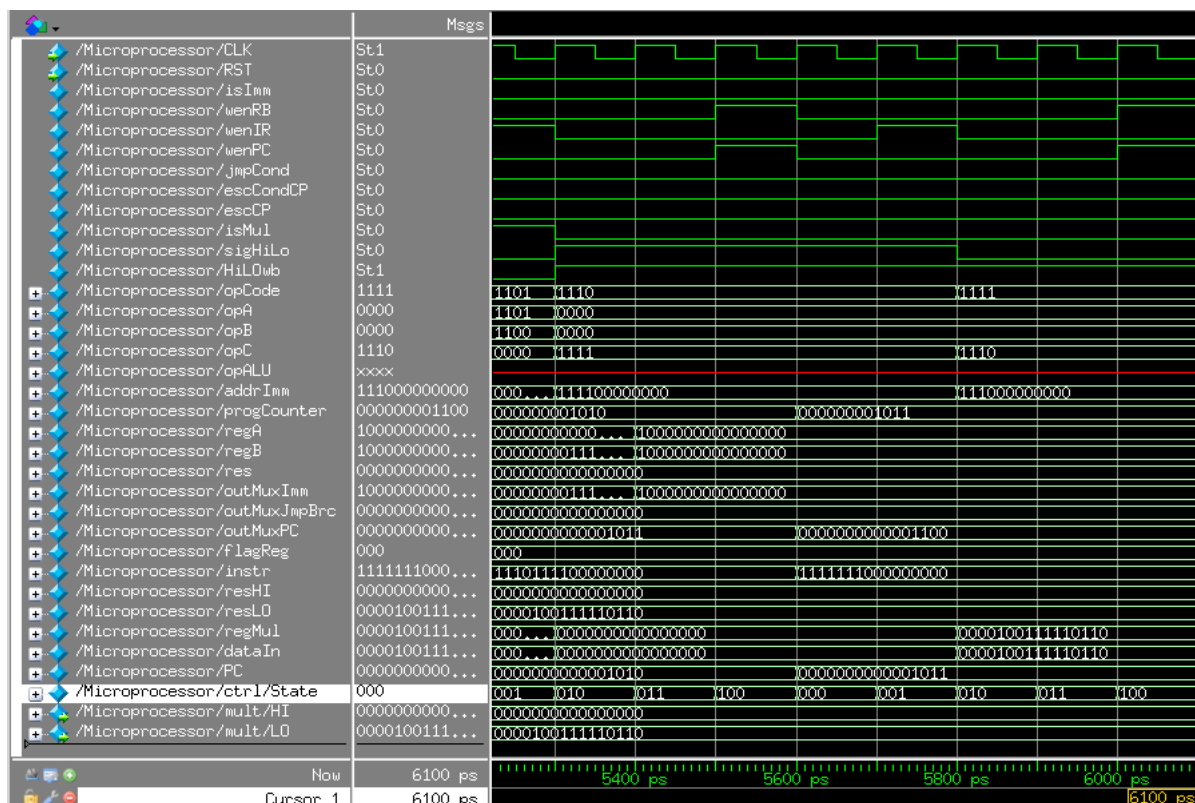 Msgs
/Microprocessor/CLK St1
/Microprocessor/RST St0
/Microprocessor/isImm St0
/Microprocessor/wenRB St0
/Microprocessor/wenIR St0
/Microprocessor/wenPC St0
/Microprocessor/jmpCond St0
/Microprocessor/escCondCP St0
/Microprocessor/escCP St0
/Microprocessor/isMul St0
/Microprocessor/sigHiLo St0
/Microprocessor/HiLOwb St1
/Microprocessor/opCode 1111 1101 1110 1111
/Microprocessor/opA 0000 1101 0000
/Microprocessor/opB 0000 1100 0000
/Microprocessor/opC 1110 0000 1111 1110
/Microprocessor/opALU xxxx
/Microprocessor/addrImm 111000000000 000... 111100000000 111000000000
/Microprocessor/progCounter 000000001100 000000001010 000000001011
/Microprocessor/regA 1000000000... 00000000000... 1000000000000000
/Microprocessor/regB 1000000000... 00000000111... 1000000000000000
/Microprocessor/res 0000000000... 0000000000000000
/Microprocessor/outMuxImm 1000000000... 00000000111... 1000000000000000
/Microprocessor/outMuxJmpBrc 0000000000... 0000000000000000
/Microprocessor/outMuxPC 0000000000... 0000000000001011 0000000000001100
/Microprocessor/flagReg 000 000
/Microprocessor/instr 1111111000... 1110111100000000 1111111000000000
/Microprocessor/resHI 0000000000... 0000000000000000
/Microprocessor/resLO 0000100111... 0000100111110110
/Microprocessor/regMul 0000100111... 000... 0000000000000000 0000100111110110
/Microprocessor/dataIn 0000100111... 000... 0000000000000000 0000100111110110
/Microprocessor/PC 0000000000... 0000000000001010 0000000000001011
/Microprocessor/ctrl/State 000 001 010 011 100 000 001 010 011 100
/Microprocessor/mult/HI 0000000000... 0000000000000000
/Microprocessor/mult/LO 0000100111... 0000100111110110
Now 6100 ps 5400 ps 5600 ps 5800 ps 6000 ps
Cursor 1 6100 ps 6100 ps